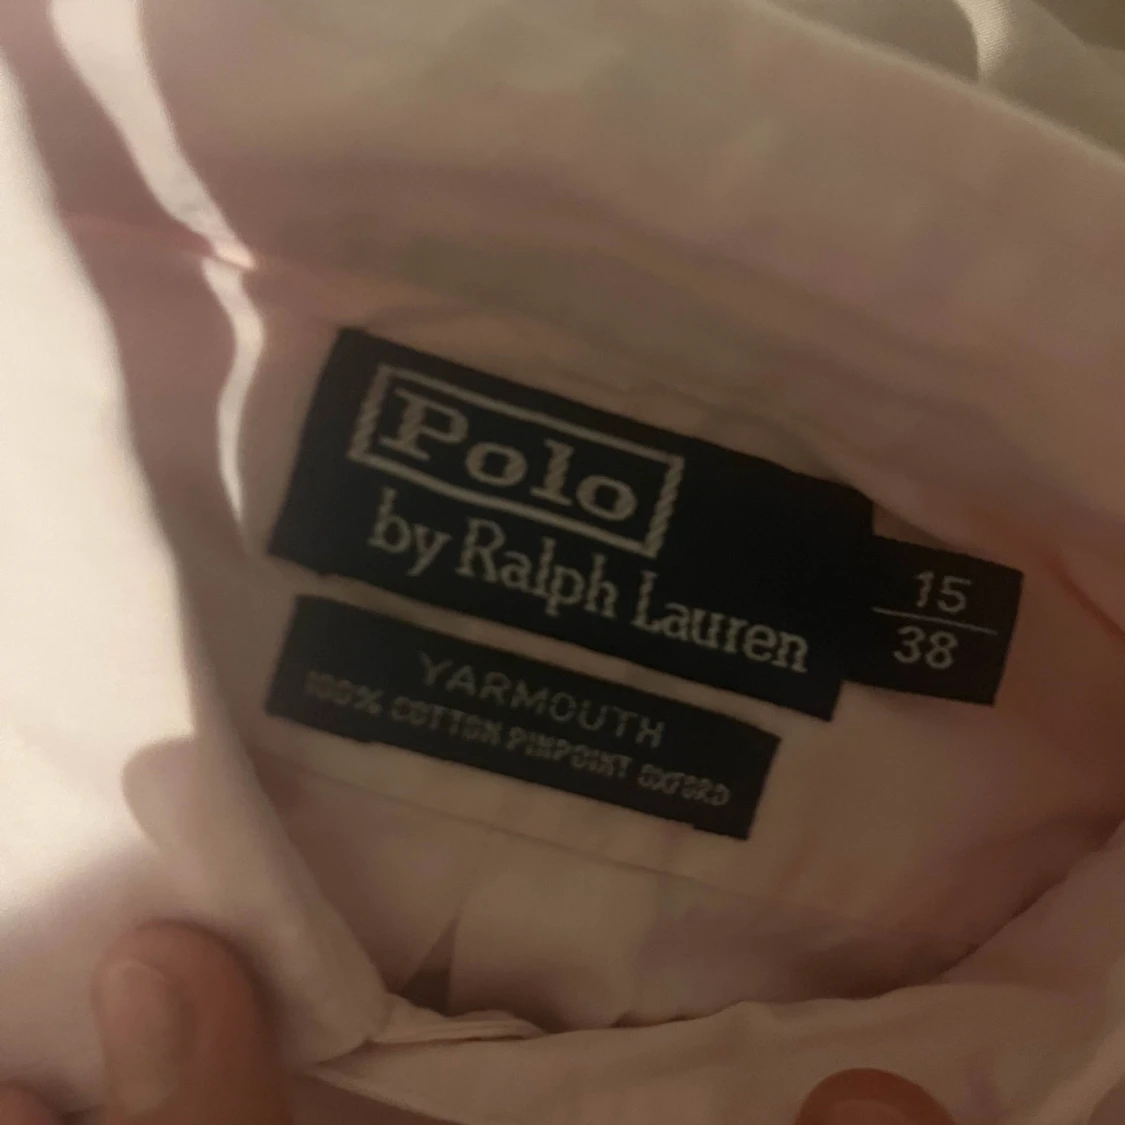 Polo
by Ralph Lauren
15
38
YARMOUTH
100% COTTON PINPOINT OXFORD